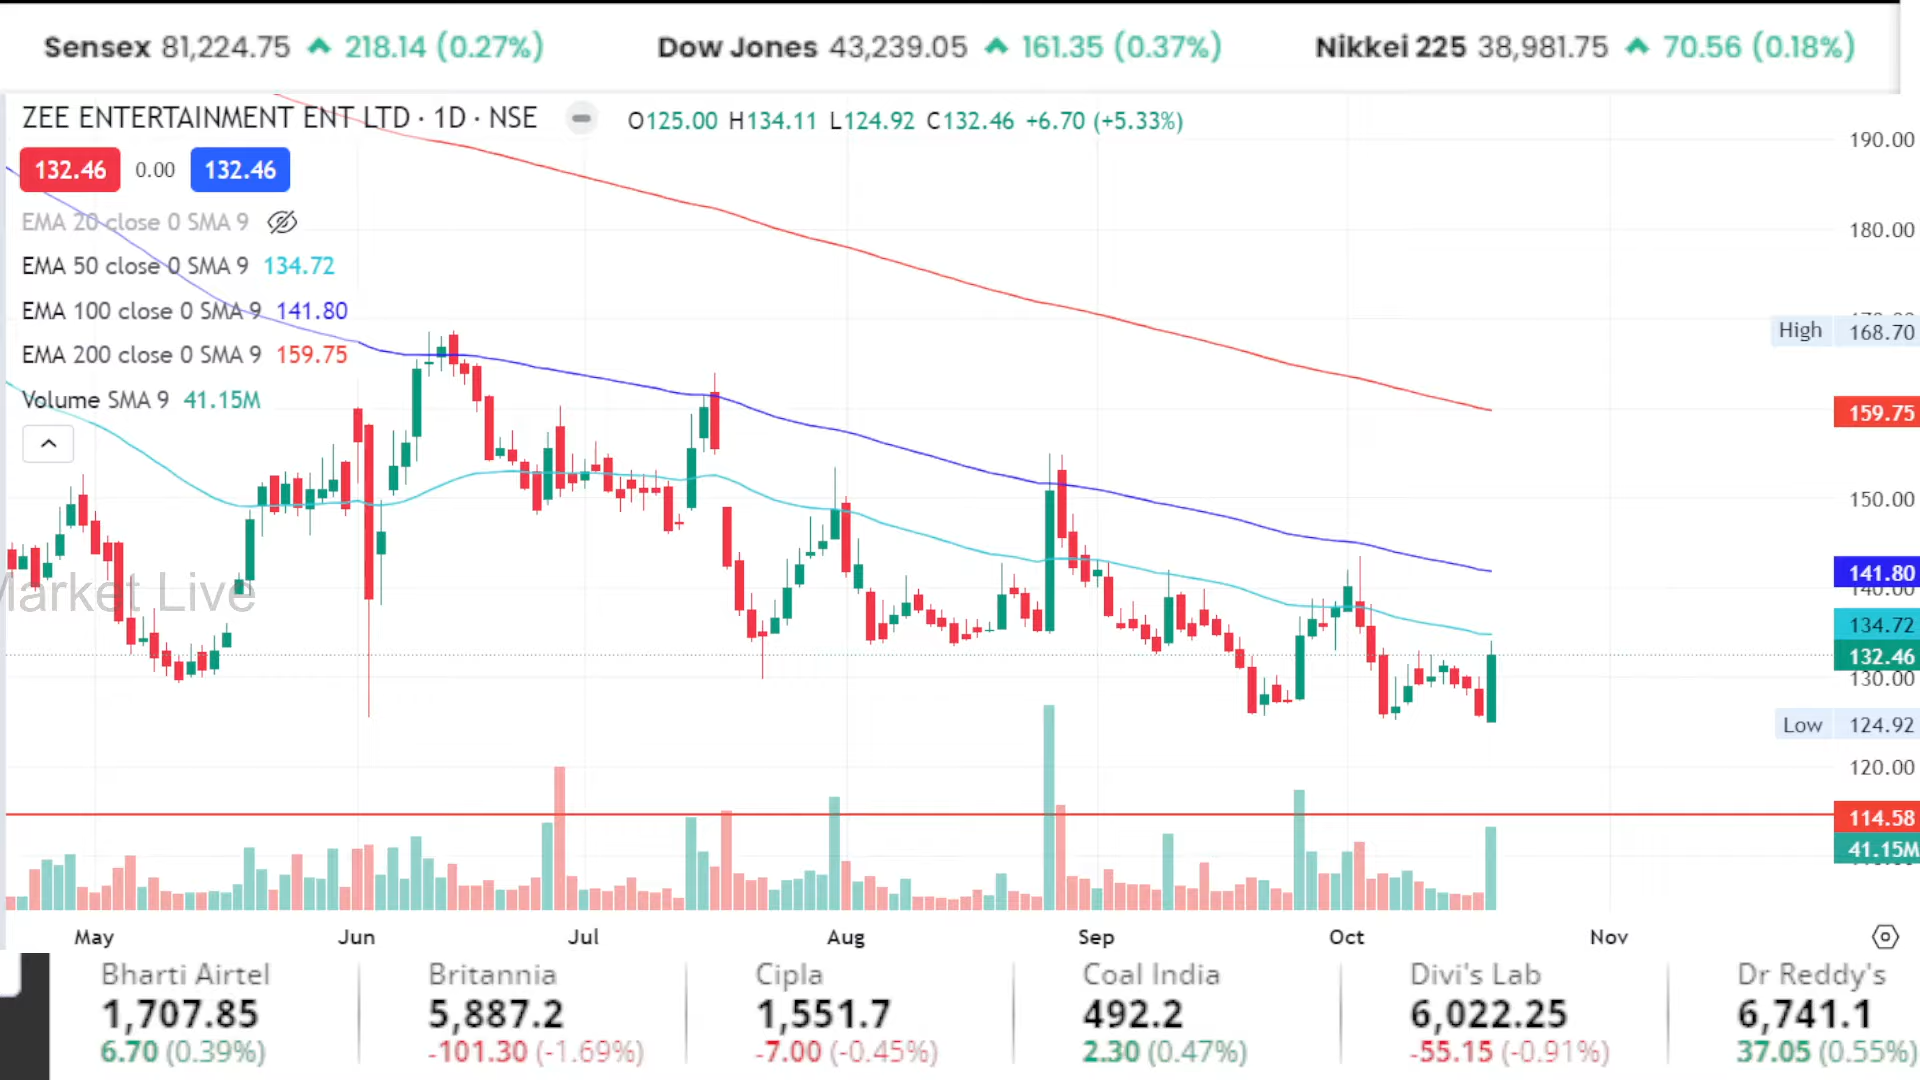 Sensex 81,224.75 218.14 (0.27%) Dow Jones 43,239.05 161.35 (0.37%) Nikkei 225 38,981.75 70.56 (0.18%)
ZEE ENTERTAINMENT ENT LTD · 1D · NSE O125.00 H134.11 L124.92 C132.46 +6.70 (+5.33%)
132.46 0.00 132.46
EMA 20 close 0 SMA 9
EMA 50 close 0 SMA 9 134.72
EMA 100 close 0 SMA 9 141.80
EMA 200 close 0 SMA 9 159.75
Volume SMA 9 41.15M
Market Live
190.00
180.00
High 168.70
159.75
150.00
141.80
140.00
134.72
132.46
130.00
Low 124.92
120.00
114.58
41.15M
May Jun Jul Aug Sep Oct Nov
Bharti Airtel Britannia Cipla Coal India Divi's Lab Dr Reddy's
1,707.85 5,887.2 1,551.7 492.2 6,022.25 6,741.1
6.70 (0.39%) -101.30 (-1.69%) -7.00 (-0.45%) 2.30 (0.47%) -55.15 (-0.91%) 37.05 (0.55%)